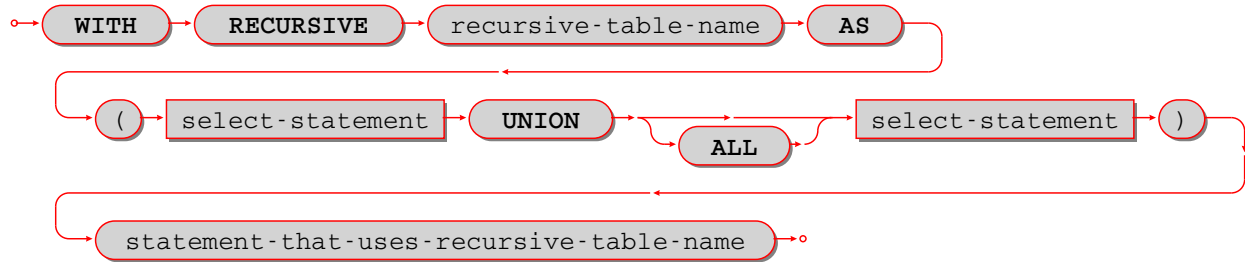 WITH RECURSIVE recursive-table-name AS
( select-statement UNION ALL select-statement )
statement-that-uses-recursive-table-name